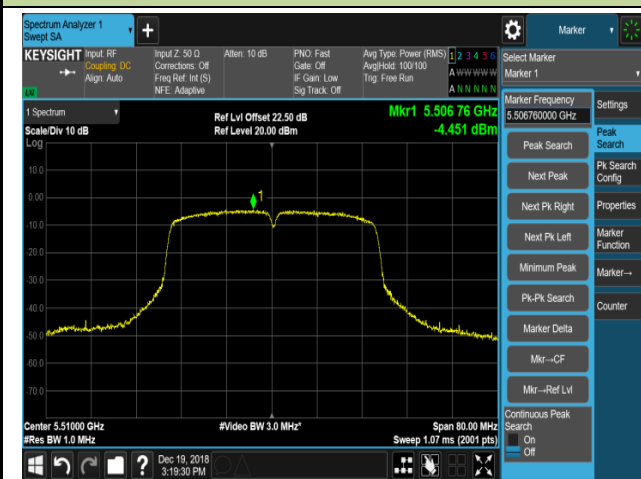 Spectrum Analyzer 1
Swept SA
Marker
KEYSIGHT
Input: RF
Coupling: DC
Align: Auto
Input Z: 50 Ω
Corrections: Off
Freq Ref: Int (S)
NFE: Adaptive
Atten: 10 dB
PNO: Fast
Gate: Off
IF Gain: Low
Sig Track: Off
Avg Type: Power (RMS)
Avg|Hold: 100/100
Trig: Free Run
1 2 3 4 5 6
A W W W W W
A N N N N N
LXI
Select Marker
Marker 1
1 Spectrum
Scale/Div 10 dB
Log
Ref Lvl Offset 22.50 dB
Ref Level 20.00 dBm
Mkr1 5.506 76 GHz
-4.451 dBm
1
10.0
0.00
-10.0
-20.0
-30.0
-40.0
-50.0
-60.0
-70.0
Center 5.51000 GHz
#Res BW 1.0 MHz
#Video BW 3.0 MHz*
Span 80.00 MHz
Sweep 1.07 ms (2001 pts)
Marker Frequency
5.506760000 GHz
Peak Search
Next Peak
Next Pk Right
Next Pk Left
Minimum Peak
Pk-Pk Search
Marker Delta
Mkr→CF
Mkr→Ref Lvl
Continuous Peak
Search
On
Off
Settings
Peak
Search
Pk Search
Config
Properties
Marker
Function
Marker→
Counter
?
Dec 19, 2018
3:19:30 PM